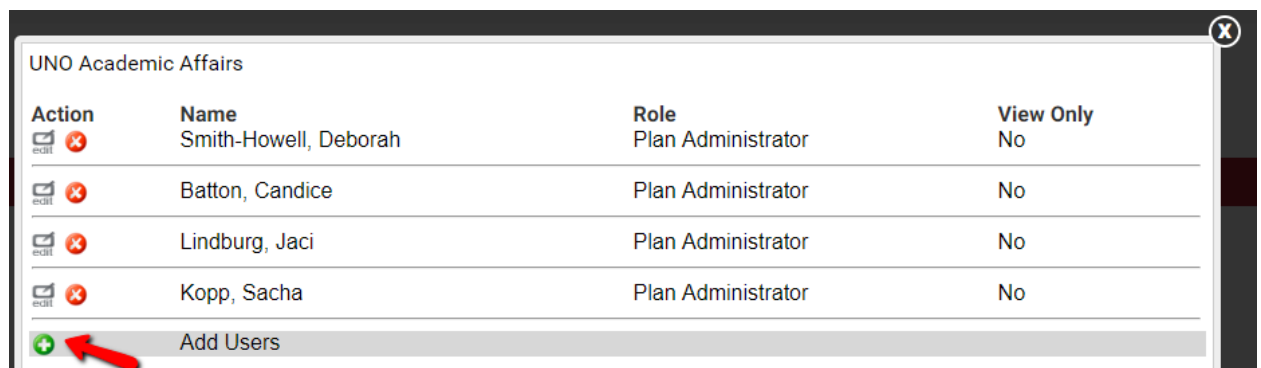 X
UNO Academic Affairs
Action Name Role View Only
edit Smith-Howell, Deborah Plan Administrator No
edit Batton, Candice Plan Administrator No
edit Lindburg, Jaci Plan Administrator No
edit Kopp, Sacha Plan Administrator No
Add Users